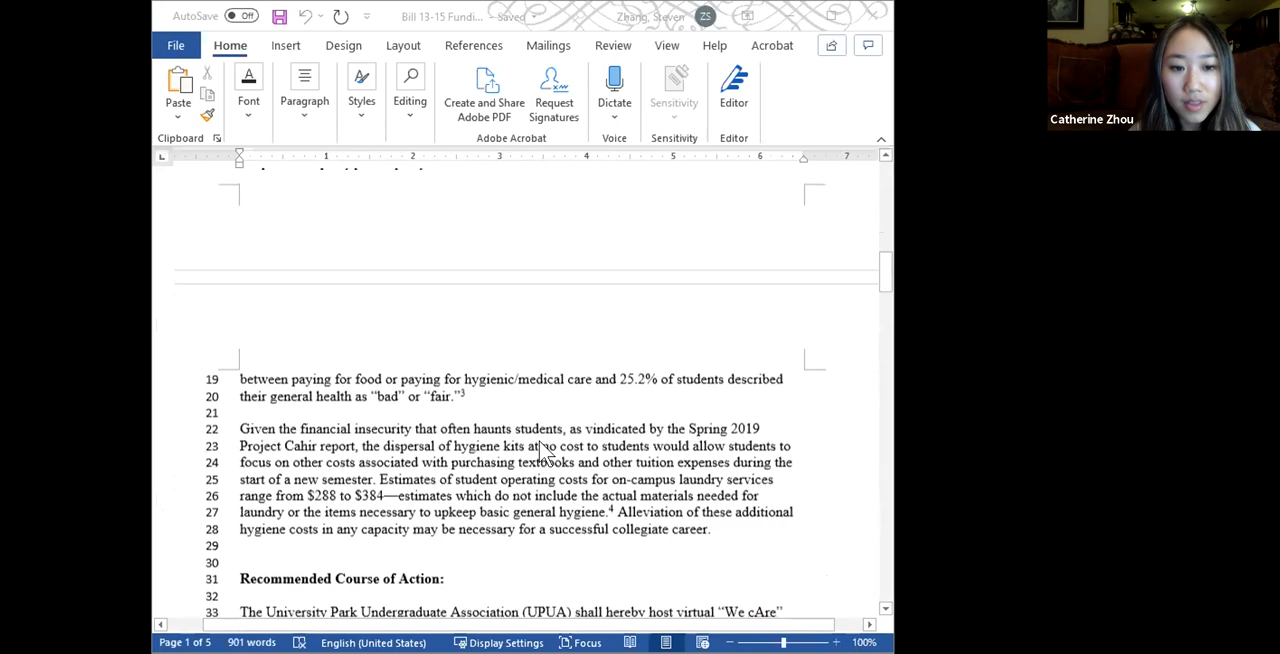 AutoSave Off Bill 13-15 Fundi... - Saved Zhang, Steven ZS
File Home Insert Design Layout References Mailings Review View Help Acrobat
Paste Font Paragraph Styles Editing Create and Share Adobe PDF Request Signatures Dictate Sensitivity Editor
Clipboard Adobe Acrobat Voice Sensitivity Editor
Catherine Zhou
1 2 3 4 5 6 7
19 between paying for food or paying for hygienic/medical care and 25.2% of students described
20 their general health as “bad” or “fair.”3
21
22 Given the financial insecurity that often haunts students, as vindicated by the Spring 2019
23 Project Cahir report, the dispersal of hygiene kits at no cost to students would allow students to
24 focus on other costs associated with purchasing textbooks and other tuition expenses during the
25 start of a new semester. Estimates of student operating costs for on-campus laundry services
26 range from $288 to $384—estimates which do not include the actual materials needed for
27 laundry or the items necessary to upkeep basic general hygiene.4 Alleviation of these additional
28 hygiene costs in any capacity may be necessary for a successful collegiate career.
29
30
31 Recommended Course of Action:
32
33 The University Park Undergraduate Association (UPUA) shall hereby host virtual “We cAre”
Page 1 of 5 901 words English (United States) Display Settings Focus 100%